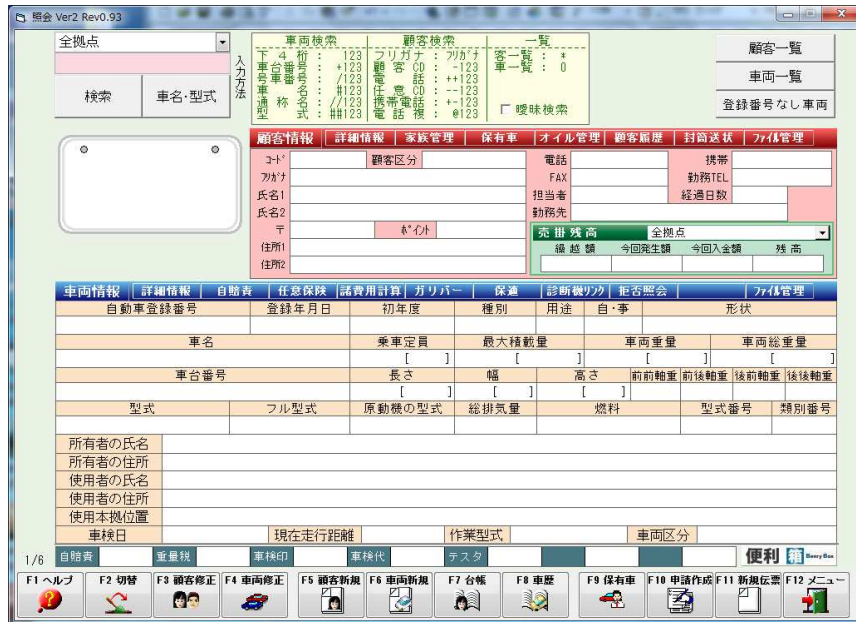 照会 Ver2 Rev0.93
全拠点
検索 車名・型式
入力方法
車両検索 顧客検索 一覧
下4桁: 123 フリガナ: フリガナ 客一覧: *
車台番号: +123 顧客CD: -123 車一覧: 0
号車番号: /123 電話: ++123
車名: #123 任意CD: --123
通称名: //123 携帯電話: +-123
型式: ##123 電話複: @123 曖昧検索
顧客一覧
車両一覧
登録番号なし車両
顧客情報 詳細情報 家族管理 保有車 オイル管理 顧客履歴 封筒送状 ファイル管理
コード 顧客区分 電話 携帯
フリガナ FAX 勤務TEL
氏名1 担当者 経過日数
氏名2 勤務先
〒 ポイント 売掛残高 全拠点
住所1 繰越額 今回発生額 今回入金額 残高
住所2
車両情報 詳細情報 自賠責 任意保険 諸費用計算 ガリバー 保適 診断機リンク 拒否照会 ファイル管理
自動車登録番号 登録年月日 初年度 種別 用途 自・事 形状
車名 乗車定員 最大積載量 車両重量 車両総重量
[ ] [ ] [ ] [ ]
車台番号 長さ 幅 高さ 前前軸重 前後軸重 後前軸重 後後軸重
[ ] [ ] [ ]
型式 フル型式 原動機の型式 総排気量 燃料 型式番号 類別番号
所有者の氏名
所有者の住所
使用者の氏名
使用者の住所
使用本拠位置
車検日 現在走行距離 作業型式 車両区分
1/6 自賠責 重量税 車検印 車検代 テスタ 便利箱 Benry Box
F1 ヘルプ F2 切替 F3 顧客修正 F4 車両修正 F5 顧客新規 F6 車両新規 F7 台帳 F8 車歴 F9 保有車 F10 申請作成 F11 新規伝票 F12 メニュー